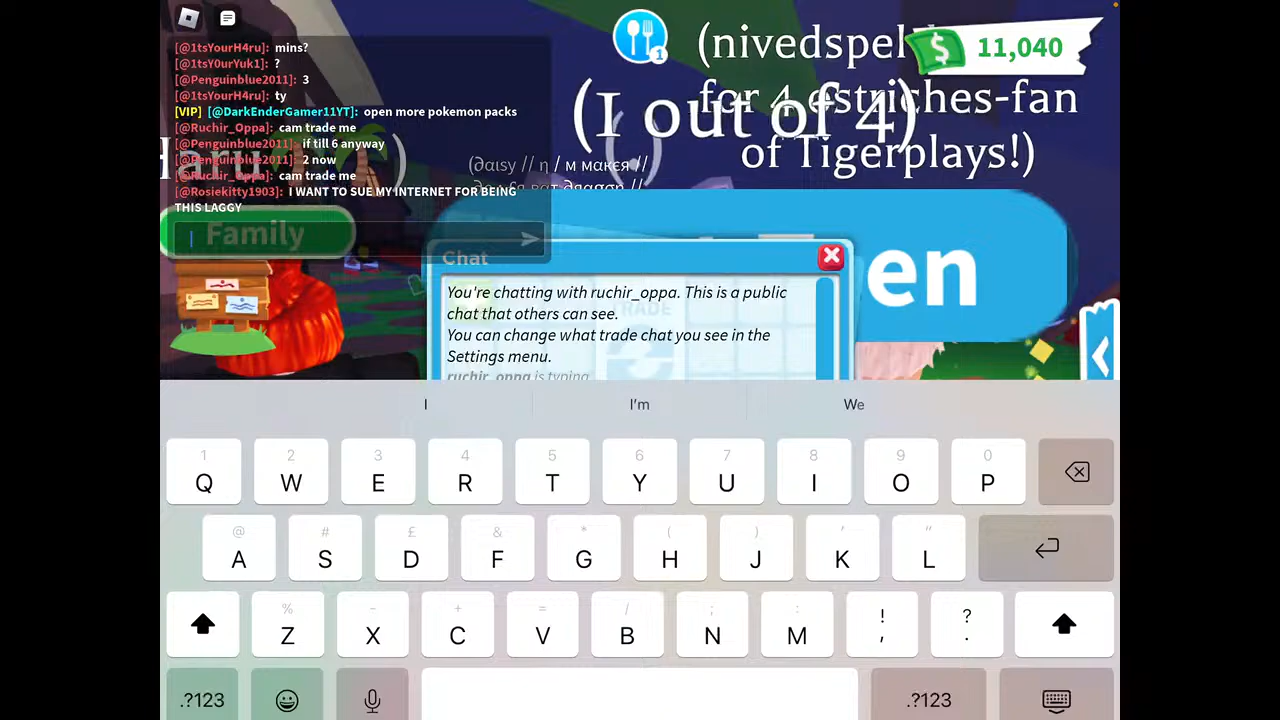 [@1tsYourH4ru]: mins?
[@1tsY0urYuk1]: ?
[@Penguinblue2011]: 3
[@1tsYourH4ru]: ty
[VIP] [@DarkEnderGamer11YT]: open more pokemon packs
[@Ruchir_Oppa]: cam trade me
[@Penguinblue2011]: if till 6 anyway
[@Penguinblue2011]: 2 now
[@Ruchir_Oppa]: cam trade me
[@Rosiekitty1903]: I WANT TO SUE MY INTERNET FOR BEING
THIS LAGGY
Family
1
11,040
(nivedspel
for 4 ostriches-fan
of Tigerplays!)
(I out of 4)
Haru
(∂αιѕу // η / м мαкєя //
en
Chat
You're chatting with ruchir_oppa. This is a public
chat that others can see.
You can change what trade chat you see in the
Settings menu.
ruchir_oppa is typing
TRADE
I I'm We
1 2 3 4 5 6 7 8 9 0
Q W E R T Y U I O P
@ # £ & * ( ) ' "
A S D F G H J K L
% - + = / ; : ! ?
Z X C V B N M , .
.?123 .?123